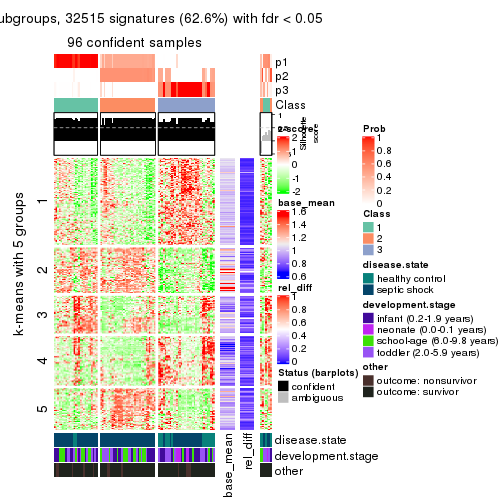 ubgroups, 32515 signatures (62.6%) with fdr < 0.05
96 confident samples
p1
p2
p3
Class
1
Silhouette
score
z-score
2
1
0
-1
-2
base_mean
1.6
1.4
1.2
1
0.8
0.6
rel_diff
1
0.8
0.6
0.4
0.2
0
Status (barplots)
confident
ambiguous
Prob
1
0.8
0.6
0.4
0.2
0
Class
1
2
3
disease.state
healthy control
septic shock
development.stage
infant (0.2-1.9 years)
neonate (0.0-0.1 years)
school-age (6.0-9.8 years)
toddler (2.0-5.9 years)
other
outcome: nonsurvivor
outcome: survivor
k-means with 5 groups
1
2
3
4
5
disease.state
development.stage
other
base_mean
rel_diff